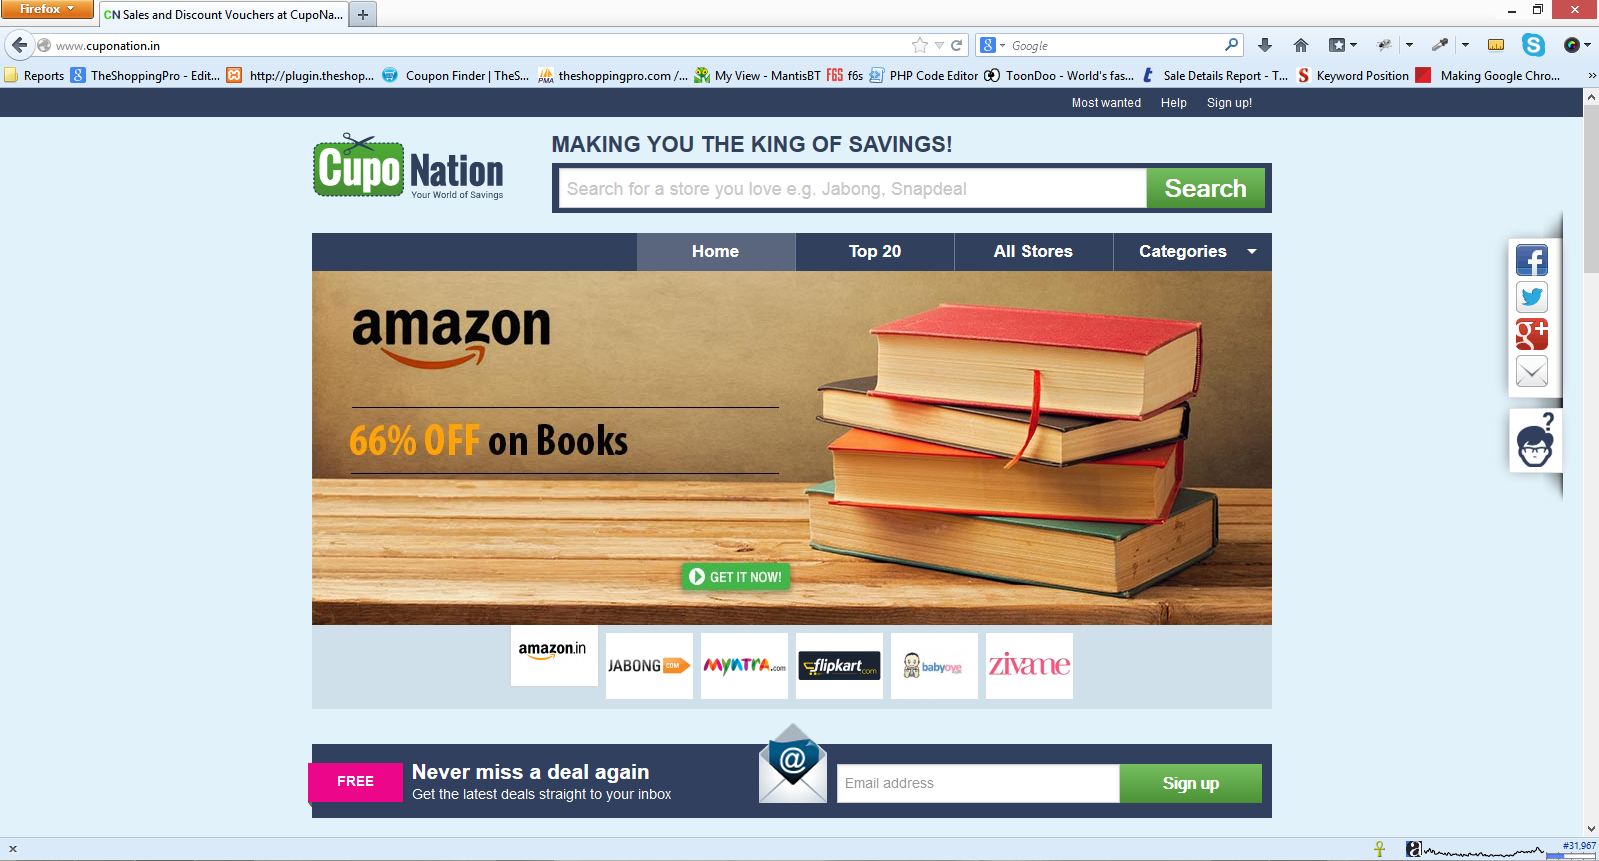 Firefox
CN Sales and Discount Vouchers at CupoNa...
www.cuponation.in
Google
Reports
TheShoppingPro - Edit...
http://plugin.theshop...
Coupon Finder | TheS...
PMA
theshoppingpro.com /...
My View - MantisBT
F6S
f6s
PHP Code Editor
ToonDoo - World's fas...
t
Sale Details Report - T...
S
Keyword Position
Making Google Chro...
Most wanted
Help
Sign up!
Cupo Nation
Your World of Savings
MAKING YOU THE KING OF SAVINGS!
Search for a store you love e.g. Jabong, Snapdeal
Search
Home
Top 20
All Stores
Categories
amazon
66% OFF on Books
GET IT NOW!
amazon.in
JABONG COM
myntra.com
flipkart.com
babyoye
zivame
FREE
Never miss a deal again
Get the latest deals straight to your inbox
@
Email address
Sign up
#31,967